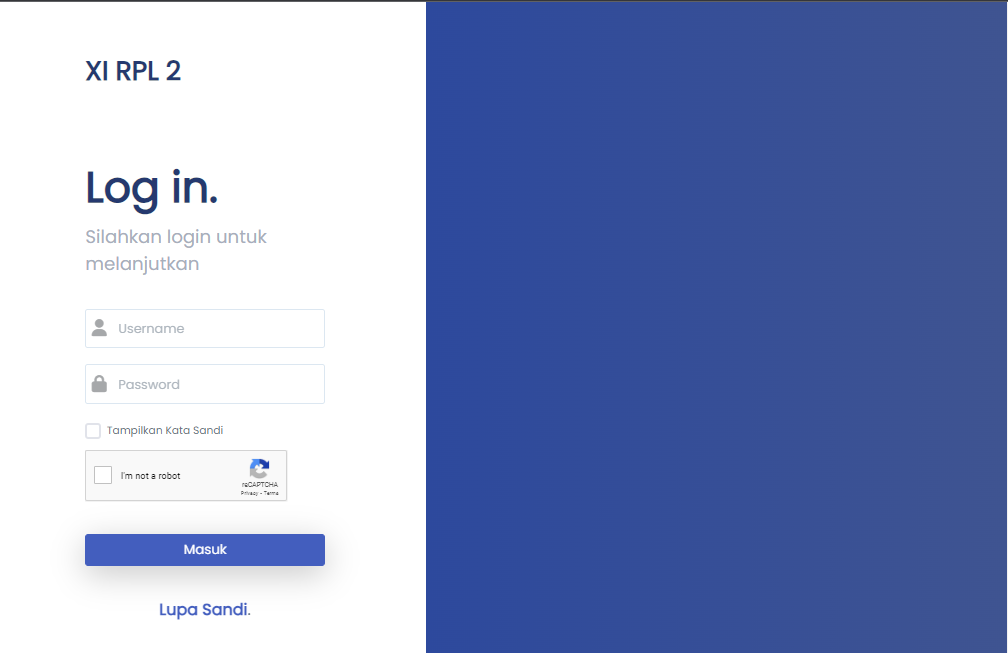 XI RPL 2
Log in.
Silahkan login untuk
melanjutkan
Username
Password
Tampilkan Kata Sandi
I'm not a robot
reCAPTCHA
Privacy - Terms
Masuk
Lupa Sandi.